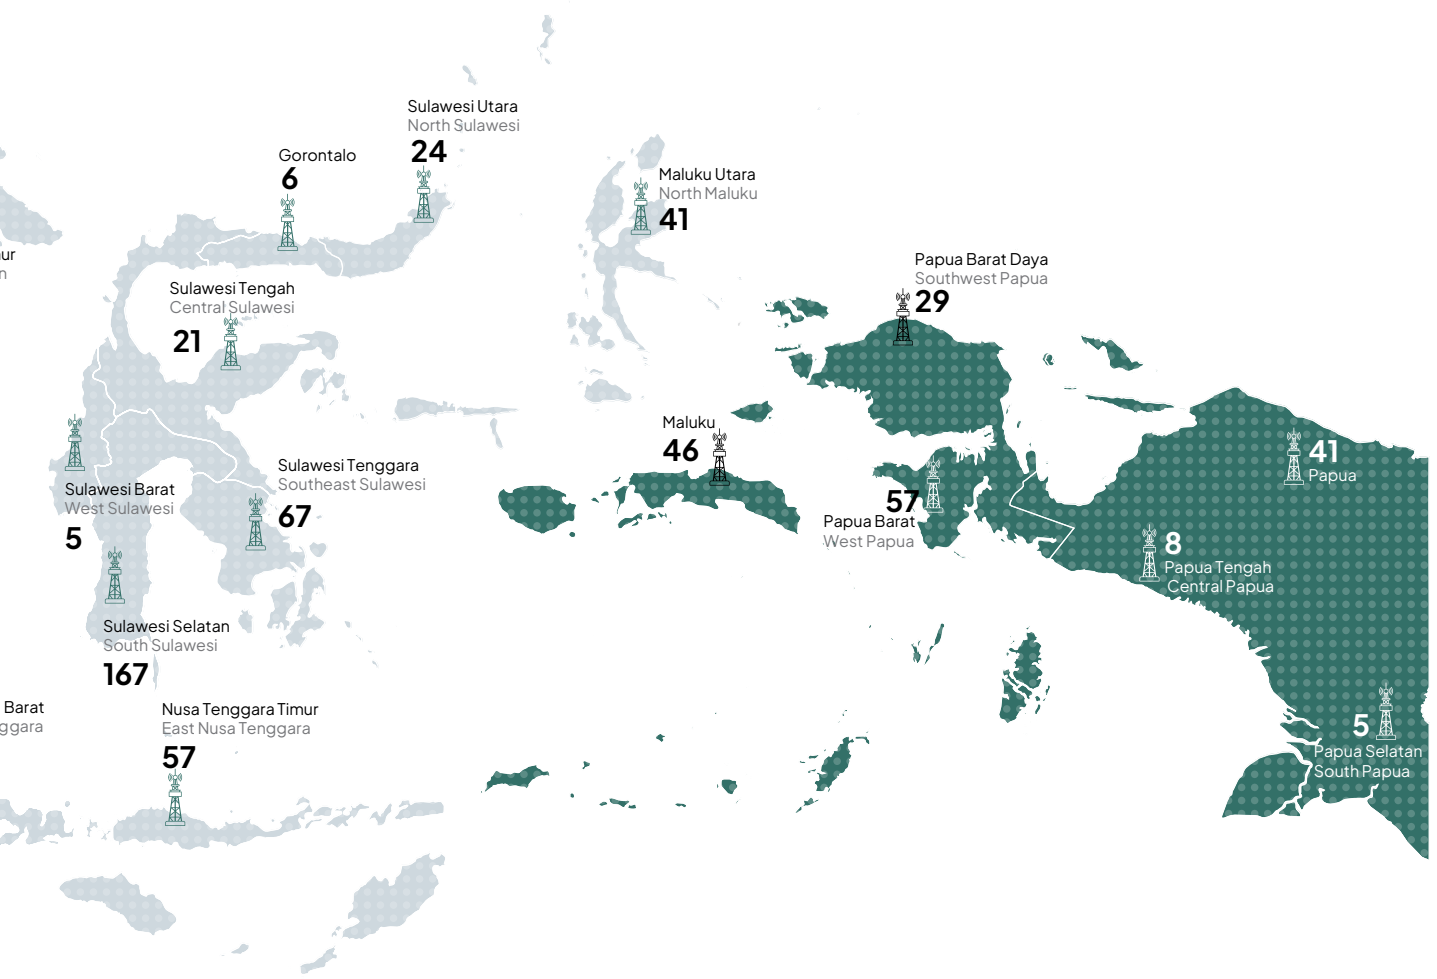 Sulawesi Utara
North Sulawesi
24
Gorontalo
6
Maluku Utara
North Maluku
41
ur
n
Papua Barat Daya
Southwest Papua
29
Sulawesi Tengah
Central Sulawesi
21
Maluku
46
41
Papua
Sulawesi Tenggara
Southeast Sulawesi
67
Sulawesi Barat
West Sulawesi
5
57
Papua Barat
West Papua
8
Papua Tengah
Central Papua
Sulawesi Selatan
South Sulawesi
167
Barat
ggara
Nusa Tenggara Timur
East Nusa Tenggara
57
5
Papua Selatan
South Papua